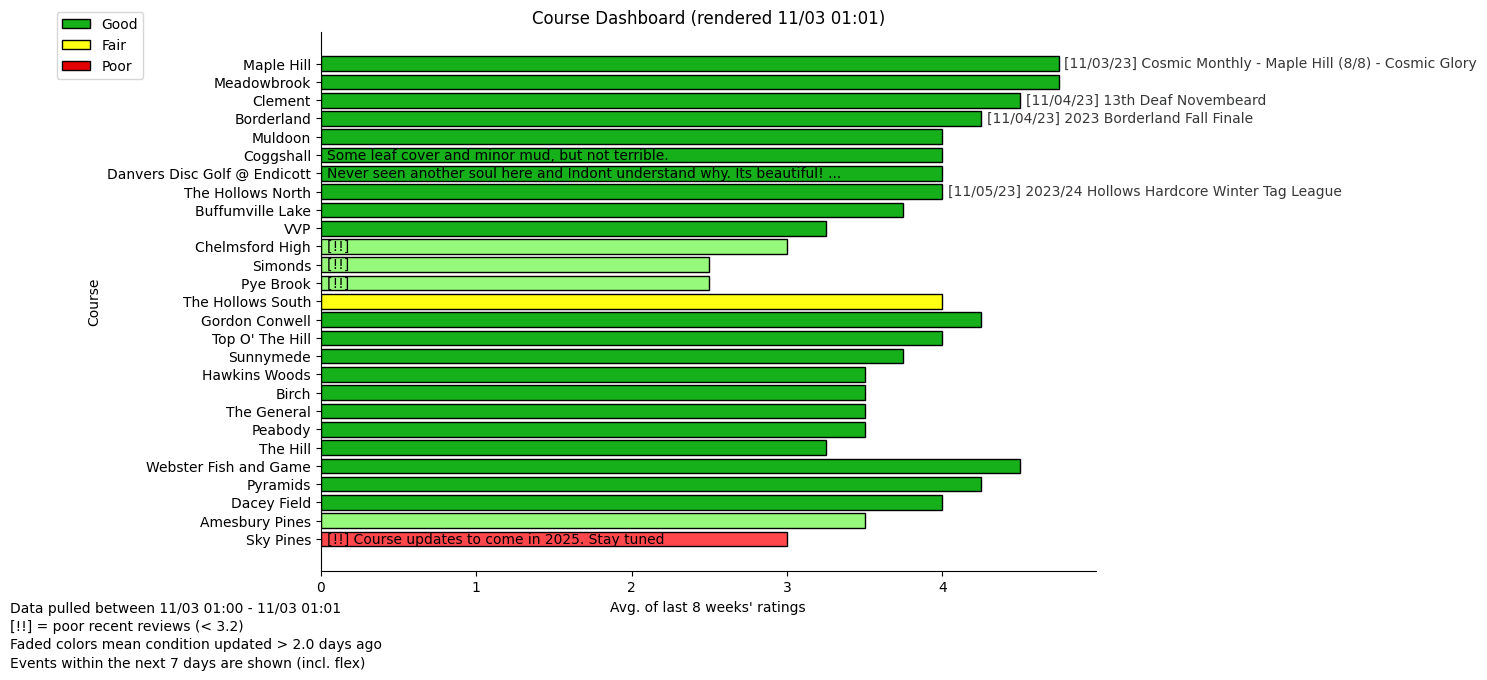 Course Dashboard (rendered 11/03 01:01)
Good
Fair
Poor
Maple Hill [11/03/23] Cosmic Monthly - Maple Hill (8/8) - Cosmic Glory
Meadowbrook
Clement [11/04/23] 13th Deaf Novembeard
Borderland [11/04/23] 2023 Borderland Fall Finale
Muldoon
Coggshall Some leaf cover and minor mud, but not terrible.
Danvers Disc Golf @ Endicott Never seen another soul here and Indont understand why. Its beautiful! ...
The Hollows North [11/05/23] 2023/24 Hollows Hardcore Winter Tag League
Buffumville Lake
VVP
Chelmsford High [!!]
Simonds [!!]
Pye Brook [!!]
The Hollows South
Gordon Conwell
Top O' The Hill
Sunnymede
Hawkins Woods
Birch
The General
Peabody
The Hill
Webster Fish and Game
Pyramids
Dacey Field
Amesbury Pines
Sky Pines [!!] Course updates to come in 2025. Stay tuned
Course
0 1 2 3 4
Avg. of last 8 weeks' ratings
Data pulled between 11/03 01:00 - 11/03 01:01
[!!] = poor recent reviews (< 3.2)
Faded colors mean condition updated > 2.0 days ago
Events within the next 7 days are shown (incl. flex)